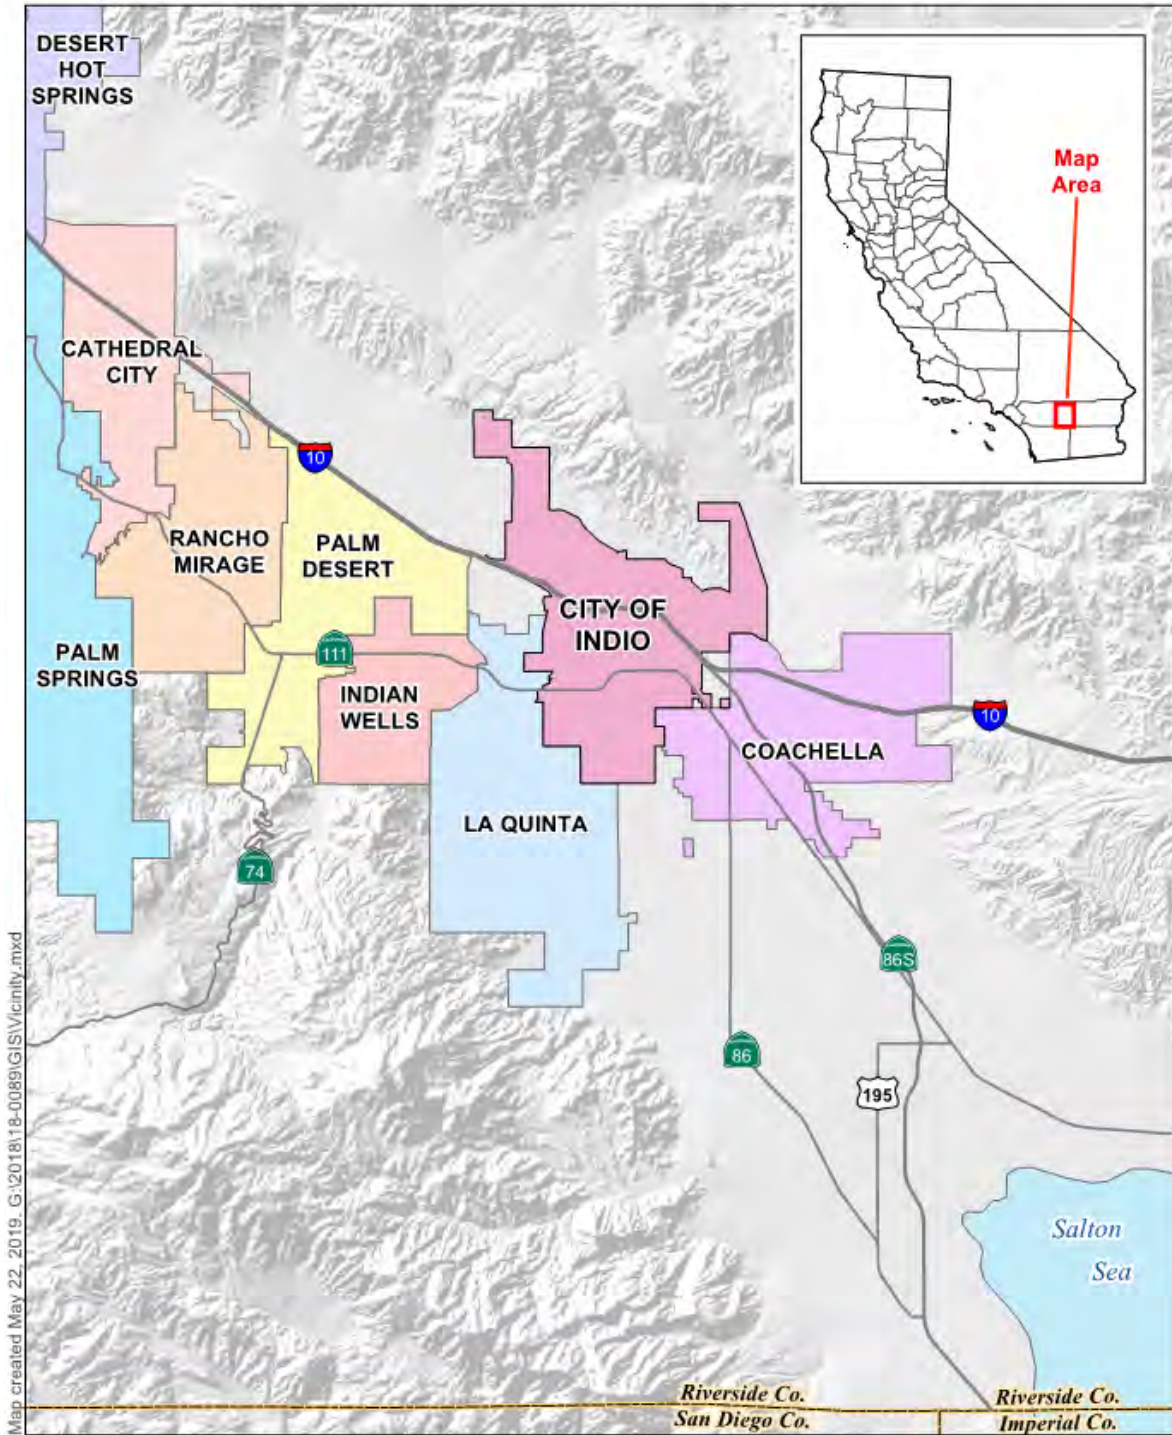 DESERT
HOT
SPRINGS
Map
Area
CATHEDRAL
CITY
10
RANCHO
MIRAGE
PALM
DESERT
CITY OF
INDIO
PALM
SPRINGS
111
INDIAN
WELLS
10
COACHELLA
LA QUINTA
74
86S
86
195
Salton
Sea
Riverside Co.
San Diego Co.
Riverside Co.
Imperial Co.
Map created May 22, 2019. G:\2018\18-0089\GIS\Vicinity.mxd